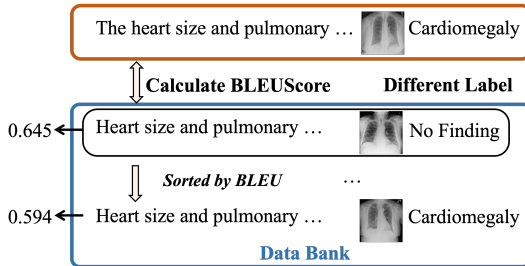 The heart size and pulmonary … Cardiomegaly
Calculate BLEUScore Different Label
0.645 Heart size and pulmonary … No Finding
Sorted by BLEU …
0.594 Heart size and pulmonary … Cardiomegaly
Data Bank